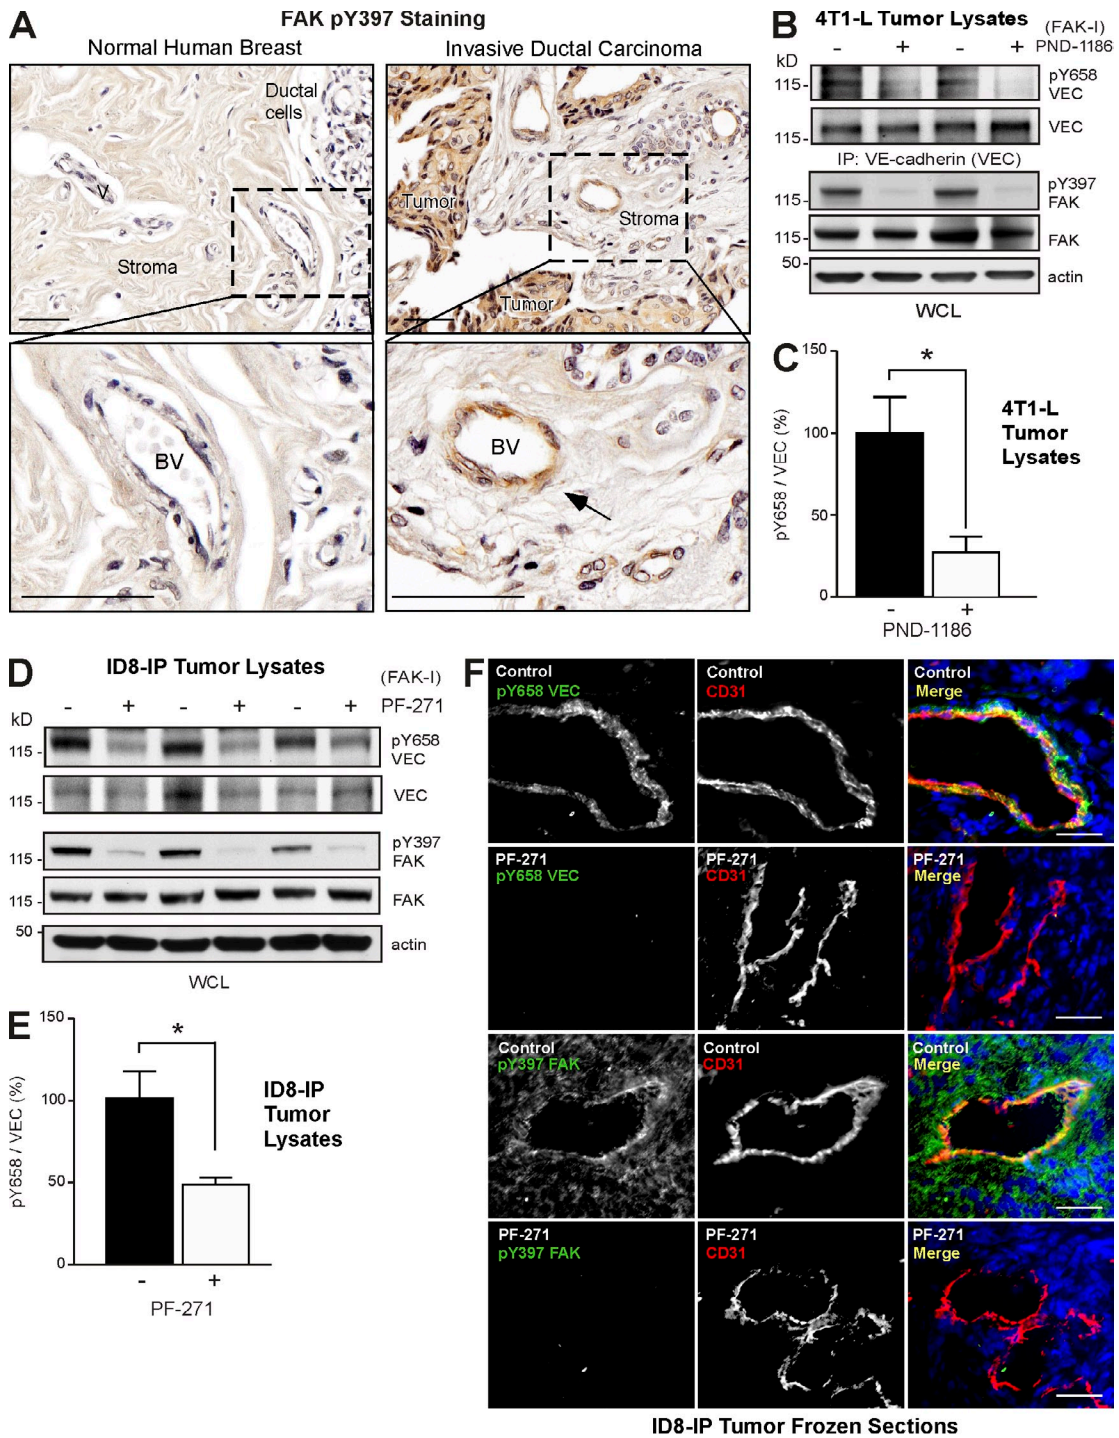 A
FAK pY397 Staining
Normal Human Breast
Invasive Ductal Carcinoma
Ductal
cells
V
Stroma
Tumor
Stroma
Tumor
BV
BV
B
4T1-L Tumor Lysates
(FAK-I)
- + - + PND-1186
kD
115 -
pY658
VEC
115 -
VEC
IP: VE-cadherin (VEC)
115 -
pY397
FAK
115 -
FAK
50 -
actin
WCL
C
150
100
50
0
pY658 / VEC (%)
*
4T1-L
Tumor
Lysates
- +
PND-1186
D
ID8-IP Tumor Lysates
(FAK-I)
- + - + - + PF-271
kD
115 -
pY658
VEC
115 -
VEC
115 -
pY397
FAK
115 -
FAK
50 -
actin
WCL
E
150
100
50
0
pY658 / VEC (%)
*
ID8-IP
Tumor
Lysates
- +
PF-271
F
Control
pY658 VEC
Control
CD31
Control
Merge
PF-271
pY658 VEC
PF-271
CD31
PF-271
Merge
Control
pY397 FAK
Control
CD31
Control
Merge
PF-271
pY397 FAK
PF-271
CD31
PF-271
Merge
ID8-IP Tumor Frozen Sections